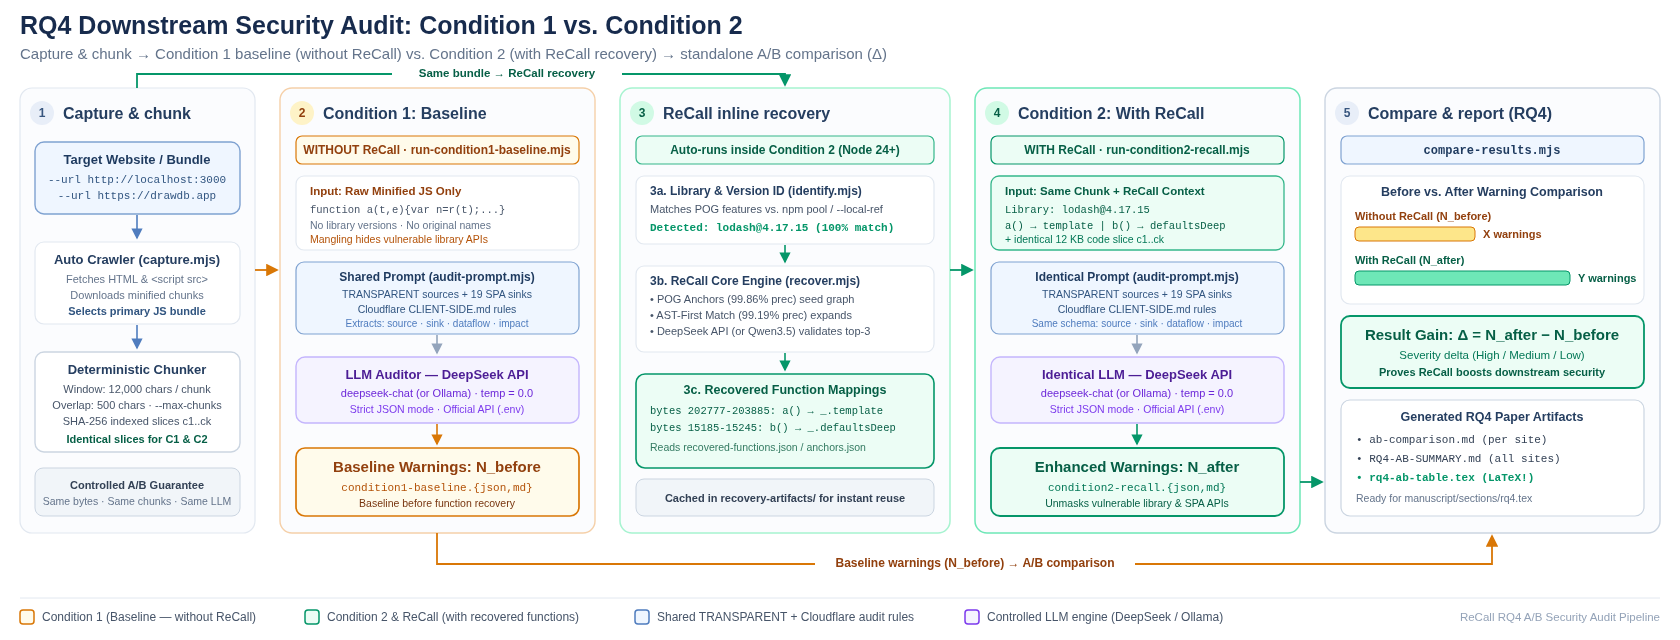 RQ4 Downstream Security Audit: Condition 1 vs. Condition 2
Capture & chunk → Condition 1 baseline (without ReCall) vs. Condition 2 (with ReCall recovery) → standalone A/B comparison (Δ)
Same bundle → ReCall recovery
1 Capture & chunk
Target Website / Bundle
--url http://localhost:3000
--url https://drawdb.app
Auto Crawler (capture.mjs)
Fetches HTML & <script src>
Downloads minified chunks
Selects primary JS bundle
Deterministic Chunker
Window: 12,000 chars / chunk
Overlap: 500 chars · --max-chunks
SHA-256 indexed slices c1..ck
Identical slices for C1 & C2
Controlled A/B Guarantee
Same bytes · Same chunks · Same LLM
2 Condition 1: Baseline
WITHOUT ReCall · run-condition1-baseline.mjs
Input: Raw Minified JS Only
function a(t,e){var n=r(t);...}
No library versions · No original names
Mangling hides vulnerable library APIs
Shared Prompt (audit-prompt.mjs)
TRANSPARENT sources + 19 SPA sinks
Cloudflare CLIENT-SIDE.md rules
Extracts: source · sink · dataflow · impact
LLM Auditor — DeepSeek API
deepseek-chat (or Ollama) · temp = 0.0
Strict JSON mode · Official API (.env)
Baseline Warnings: N_before
condition1-baseline.{json,md}
Baseline before function recovery
3 ReCall inline recovery
Auto-runs inside Condition 2 (Node 24+)
3a. Library & Version ID (identify.mjs)
Matches POG features vs. npm pool / --local-ref
Detected: lodash@4.17.15 (100% match)
3b. ReCall Core Engine (recover.mjs)
• POG Anchors (99.86% prec) seed graph
• AST-First Match (99.19% prec) expands
• DeepSeek API (or Qwen3.5) validates top-3
3c. Recovered Function Mappings
bytes 202777-203885: a() → _.template
bytes 15185-15245: b() → _.defaultsDeep
Reads recovered-functions.json / anchors.json
Cached in recovery-artifacts/ for instant reuse
4 Condition 2: With ReCall
WITH ReCall · run-condition2-recall.mjs
Input: Same Chunk + ReCall Context
Library: lodash@4.17.15
a() → template | b() → defaultsDeep
+ identical 12 KB code slice c1..ck
Identical Prompt (audit-prompt.mjs)
TRANSPARENT sources + 19 SPA sinks
Cloudflare CLIENT-SIDE.md rules
Same schema: source · sink · dataflow · impact
Identical LLM — DeepSeek API
deepseek-chat (or Ollama) · temp = 0.0
Strict JSON mode · Official API (.env)
Enhanced Warnings: N_after
condition2-recall.{json,md}
Unmasks vulnerable library & SPA APIs
5 Compare & report (RQ4)
compare-results.mjs
Before vs. After Warning Comparison
Without ReCall (N_before)
X warnings
With ReCall (N_after)
Y warnings
Result Gain: Δ = N_after − N_before
Severity delta (High / Medium / Low)
Proves ReCall boosts downstream security
Generated RQ4 Paper Artifacts
• ab-comparison.md (per site)
• RQ4-AB-SUMMARY.md (all sites)
• rq4-ab-table.tex (LaTeX!)
Ready for manuscript/sections/rq4.tex
Baseline warnings (N_before) → A/B comparison
Condition 1 (Baseline — without ReCall)
Condition 2 & ReCall (with recovered functions)
Shared TRANSPARENT + Cloudflare audit rules
Controlled LLM engine (DeepSeek / Ollama)
ReCall RQ4 A/B Security Audit Pipeline